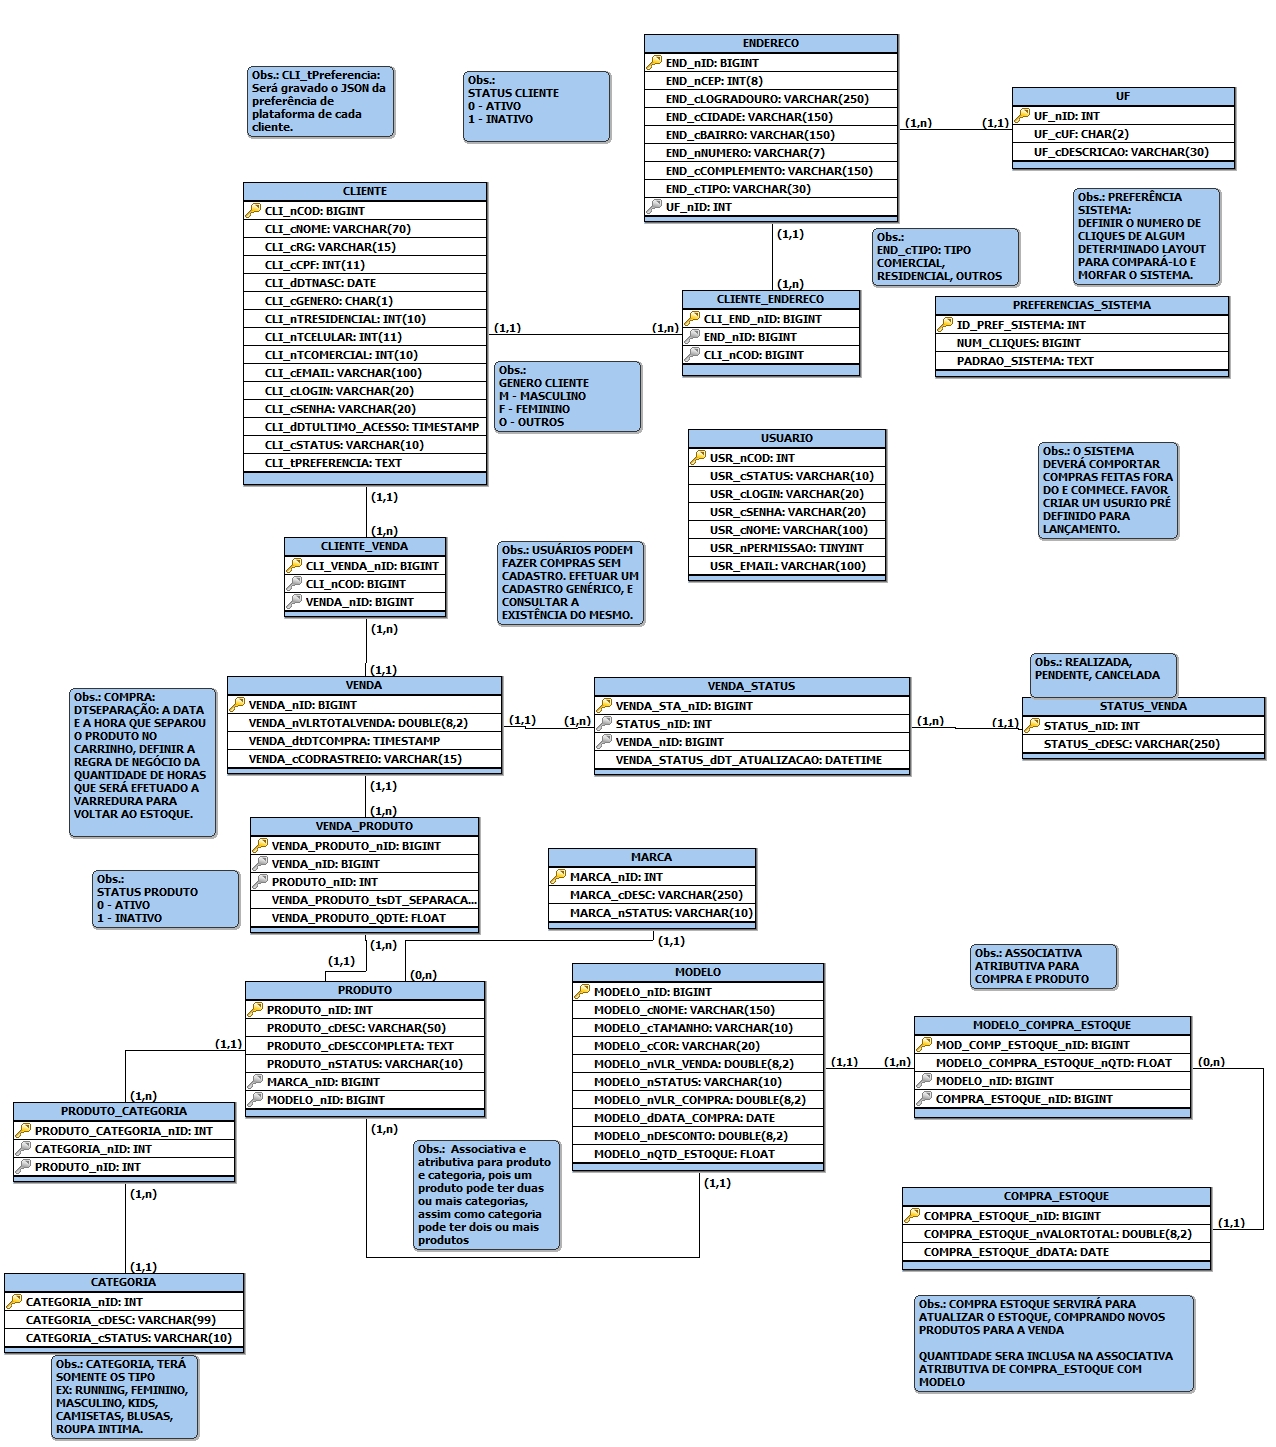 ENDERECO
END_nID: BIGINT
END_nCEP: INT(8)
END_cLOGRADOURO: VARCHAR(250)
END_cCIDADE: VARCHAR(150)
END_cBAIRRO: VARCHAR(150)
END_nNUMERO: VARCHAR(7)
END_cCOMPLEMENTO: VARCHAR(150)
END_cTIPO: VARCHAR(30)
UF_nID: INT
Obs.: CLI_tPreferencia:
Será gravado o JSON da
preferência de
plataforma de cada
cliente.
Obs.:
STATUS CLIENTE
0 - ATIVO
1 - INATIVO
(1,n)
(1,1)
UF
UF_nID: INT
UF_cUF: CHAR(2)
UF_cDESCRICAO: VARCHAR(30)
CLIENTE
CLI_nCOD: BIGINT
CLI_cNOME: VARCHAR(70)
CLI_cRG: VARCHAR(15)
CLI_cCPF: INT(11)
CLI_dDTNASC: DATE
CLI_cGENERO: CHAR(1)
CLI_nTRESIDENCIAL: INT(10)
CLI_nTCELULAR: INT(11)
CLI_nTCOMERCIAL: INT(10)
CLI_cEMAIL: VARCHAR(100)
CLI_cLOGIN: VARCHAR(20)
CLI_cSENHA: VARCHAR(20)
CLI_dDTULTIMO_ACESSO: TIMESTAMP
CLI_cSTATUS: VARCHAR(10)
CLI_tPREFERENCIA: TEXT
(1,1)
(1,n)
Obs.:
END_cTIPO: TIPO
COMERCIAL,
RESIDENCIAL, OUTROS
Obs.: PREFERÊNCIA
SISTEMA:
DEFINIR O NUMERO DE
CLIQUES DE ALGUM
DETERMINADO LAYOUT
PARA COMPARÁ-LO E
MORFAR O SISTEMA.
CLIENTE_ENDERECO
CLI_END_nID: BIGINT
END_nID: BIGINT
CLI_nCOD: BIGINT
(1,1)
(1,n)
PREFERENCIAS_SISTEMA
ID_PREF_SISTEMA: INT
NUM_CLIQUES: BIGINT
PADRAO_SISTEMA: TEXT
Obs.:
GENERO CLIENTE
M - MASCULINO
F - FEMININO
O - OUTROS
USUARIO
USR_nCOD: INT
USR_cSTATUS: VARCHAR(10)
USR_cLOGIN: VARCHAR(20)
USR_cSENHA: VARCHAR(20)
USR_cNOME: VARCHAR(100)
USR_nPERMISSAO: TINYINT
USR_EMAIL: VARCHAR(100)
Obs.: O SISTEMA
DEVERÁ COMPORTAR
COMPRAS FEITAS FORA
DO E COMMECE. FAVOR
CRIAR UM USURIO PRÉ
DEFINIDO PARA
LANÇAMENTO.
(1,1)
(1,n)
CLIENTE_VENDA
CLI_VENDA_nID: BIGINT
CLI_nCOD: BIGINT
VENDA_nID: BIGINT
Obs.: USUÁRIOS PODEM
FAZER COMPRAS SEM
CADASTRO. EFETUAR UM
CADASTRO GENÉRICO, E
CONSULTAR A
EXISTÊNCIA DO MESMO.
(1,n)
(1,1)
VENDA
VENDA_nID: BIGINT
VENDA_nVLRTOTALVENDA: DOUBLE(8,2)
VENDA_dtDTCOMPRA: TIMESTAMP
VENDA_cCODRASTREIO: VARCHAR(15)
(1,1)
(1,n)
VENDA_STATUS
VENDA_STA_nID: BIGINT
STATUS_nID: INT
VENDA_nID: BIGINT
VENDA_STATUS_dDT_ATUALIZACAO: DATETIME
(1,n)
(1,1)
Obs.: REALIZADA,
PENDENTE, CANCELADA
STATUS_VENDA
STATUS_nID: INT
STATUS_cDESC: VARCHAR(250)
Obs.: COMPRA:
DTSEPARAÇÃO: A DATA
E A HORA QUE SEPAROU
O PRODUTO NO
CARRINHO, DEFINIR A
REGRA DE NEGÓCIO DA
QUANTIDADE DE HORAS
QUE SERÁ EFETUADO A
VARREDURA PARA
VOLTAR AO ESTOQUE.
(1,1)
(1,n)
VENDA_PRODUTO
VENDA_PRODUTO_nID: BIGINT
VENDA_nID: BIGINT
PRODUTO_nID: INT
VENDA_PRODUTO_tsDT_SEPARACA...
VENDA_PRODUTO_QDTE: FLOAT
Obs.:
STATUS PRODUTO
0 - ATIVO
1 - INATIVO
MARCA
MARCA_nID: INT
MARCA_cDESC: VARCHAR(250)
MARCA_nSTATUS: VARCHAR(10)
(1,n)
(1,1)
(1,1)
(0,n)
PRODUTO
PRODUTO_nID: INT
PRODUTO_cDESC: VARCHAR(50)
PRODUTO_cDESCCOMPLETA: TEXT
PRODUTO_nSTATUS: VARCHAR(10)
MARCA_nID: BIGINT
MODELO_nID: BIGINT
MODELO
MODELO_nID: BIGINT
MODELO_cNOME: VARCHAR(150)
MODELO_cTAMANHO: VARCHAR(10)
MODELO_cCOR: VARCHAR(20)
MODELO_nVLR_VENDA: DOUBLE(8,2)
MODELO_nSTATUS: VARCHAR(10)
MODELO_nVLR_COMPRA: DOUBLE(8,2)
MODELO_dDATA_COMPRA: DATE
MODELO_nDESCONTO: DOUBLE(8,2)
MODELO_nQTD_ESTOQUE: FLOAT
Obs.: ASSOCIATIVA
ATRIBUTIVA PARA
COMPRA E PRODUTO
MODELO_COMPRA_ESTOQUE
MOD_COMP_ESTOQUE_nID: BIGINT
MODELO_COMPRA_ESTOQUE_nQTD: FLOAT
MODELO_nID: BIGINT
COMPRA_ESTOQUE_nID: BIGINT
(1,1)
(1,n)
(0,n)
(1,1)
(1,n)
PRODUTO_CATEGORIA
PRODUTO_CATEGORIA_nID: INT
CATEGORIA_nID: INT
PRODUTO_nID: INT
(1,n)
(1,1)
Obs.: Associativa e
atributiva para produto
e categoria, pois um
produto pode ter duas
ou mais categorias,
assim como categoria
pode ter dois ou mais
produtos
COMPRA_ESTOQUE
COMPRA_ESTOQUE_nID: BIGINT
COMPRA_ESTOQUE_nVALORTOTAL: DOUBLE(8,2)
COMPRA_ESTOQUE_dDATA: DATE
(1,1)
(1,n)
(1,1)
CATEGORIA
CATEGORIA_nID: INT
CATEGORIA_cDESC: VARCHAR(99)
CATEGORIA_cSTATUS: VARCHAR(10)
Obs.: CATEGORIA, TERÁ
SOMENTE OS TIPO
EX: RUNNING, FEMININO,
MASCULINO, KIDS,
CAMISETAS, BLUSAS,
ROUPA INTIMA.
Obs.: COMPRA ESTOQUE SERVIRÁ PARA
ATUALIZAR O ESTOQUE, COMPRANDO NOVOS
PRODUTOS PARA A VENDA
QUANTIDADE SERA INCLUSA NA ASSOCIATIVA
ATRIBUTIVA DE COMPRA_ESTOQUE COM
MODELO